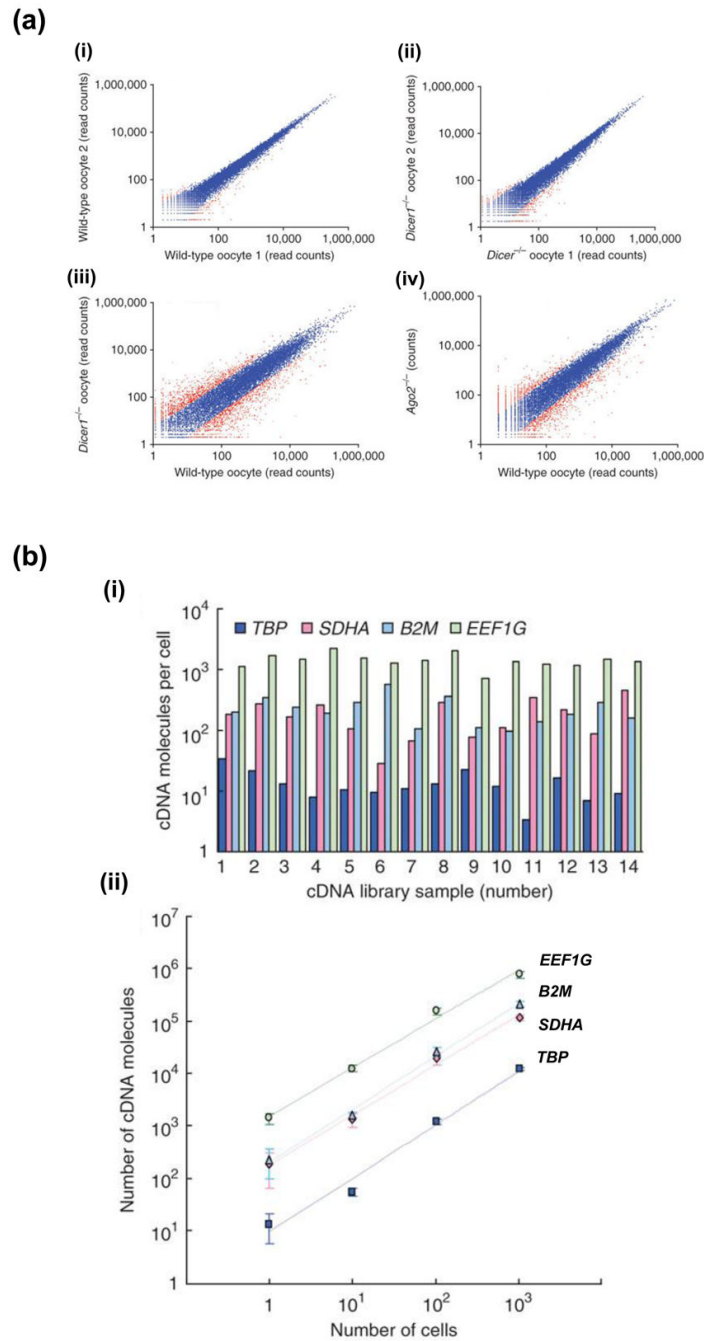 (a)
(i)
Wild-type oocyte 2 (read counts)
1,000,000
10,000
100
1
1 100 10,000 1,000,000
Wild-type oocyte 1 (read counts)
(ii)
Dicer1–/– oocyte 2 (read counts)
1,000,000
10,000
100
1
1 100 10,000 1,000,000
Dicer–/– oocyte 1 (read counts)
(iii)
Dicer1–/– oocyte (read counts)
1,000,000
10,000
100
1
1 100 10,000 1,000,000
Wild-type oocyte (read counts)
(iv)
Ago2–/– (counts)
1,000,000
10,000
100
1
1 100 10,000 1,000,000
Wild-type oocyte (read counts)
(b)
(i)
cDNA molecules per cell
10⁴
10³
10²
10¹
1
TBP SDHA B2M EEF1G
1 2 3 4 5 6 7 8 9 10 11 12 13 14
cDNA library sample (number)
(ii)
Number of cDNA molecules
10⁷
10⁶
10⁵
10⁴
10³
10²
10¹
1
EEF1G
B2M
SDHA
TBP
1 10¹ 10² 10³
Number of cells